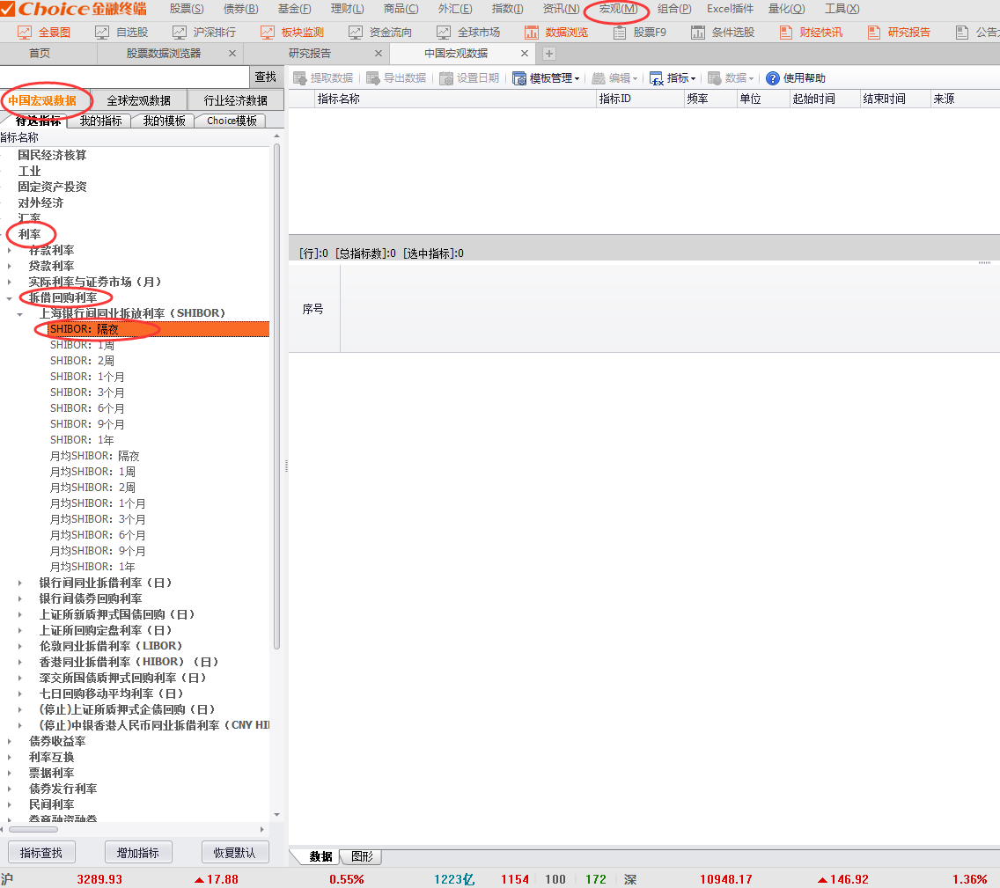 Choice金融终端 股票(S) 债券(B) 基金(F) 理财(L) 商品(C) 外汇(E) 指数(I) 资讯(N) 宏观(M) 组合(P) Excel插件 量化(Q) 工具(X)
全景图 自选股 沪深排行 板块监测 资金流向 全球市场 数据浏览 股票F9 条件选股 财经快讯 研究报告 公告
首页 股票数据浏览器 研究报告 中国宏观数据
查找 提取数据 导出数据 设置日期 模板管理 编辑 指标 数据 使用帮助
中国宏观数据 全球宏观数据 行业经济数据
指标名称 指标ID 频率 单位 起始时间 结束时间 来源
待选指标 我的指标 我的模板 Choice模板
指标名称
国民经济核算
工业
固定资产投资
对外经济
汇率
利率
存款利率
贷款利率
实际利率与证券市场（月）
拆借回购利率
上海银行间同业拆放利率（SHIBOR）
SHIBOR：隔夜
SHIBOR：1周
SHIBOR：2周
SHIBOR：1个月
SHIBOR：3个月
SHIBOR：6个月
SHIBOR：9个月
SHIBOR：1年
月均SHIBOR：隔夜
月均SHIBOR：1周
月均SHIBOR：2周
月均SHIBOR：1个月
月均SHIBOR：3个月
月均SHIBOR：6个月
月均SHIBOR：9个月
月均SHIBOR：1年
银行间同业拆借利率（日）
银行间债券回购利率
上证所新质押式国债回购（日）
上证所回购定盘利率（日）
伦敦同业拆借利率（LIBOR）
香港同业拆借利率（HIBOR）（日）
深交所国债质押式回购利率（日）
七日回购移动平均利率（日）
(停止)上证所质押式企债回购（日）
(停止)中银香港人民币同业拆借利率（CNY HI
债券收益率
利率互换
票据利率
债券发行利率
民间利率
券商融资融券
[行]:0 [总指标数]:0 [选中指标]:0
序号
指标查找 增加指标 恢复默认
数据 图形
沪 3289.93 ▲17.88 0.55% 1223亿 1154 100 172 深 10948.17 ▲146.92 1.36%